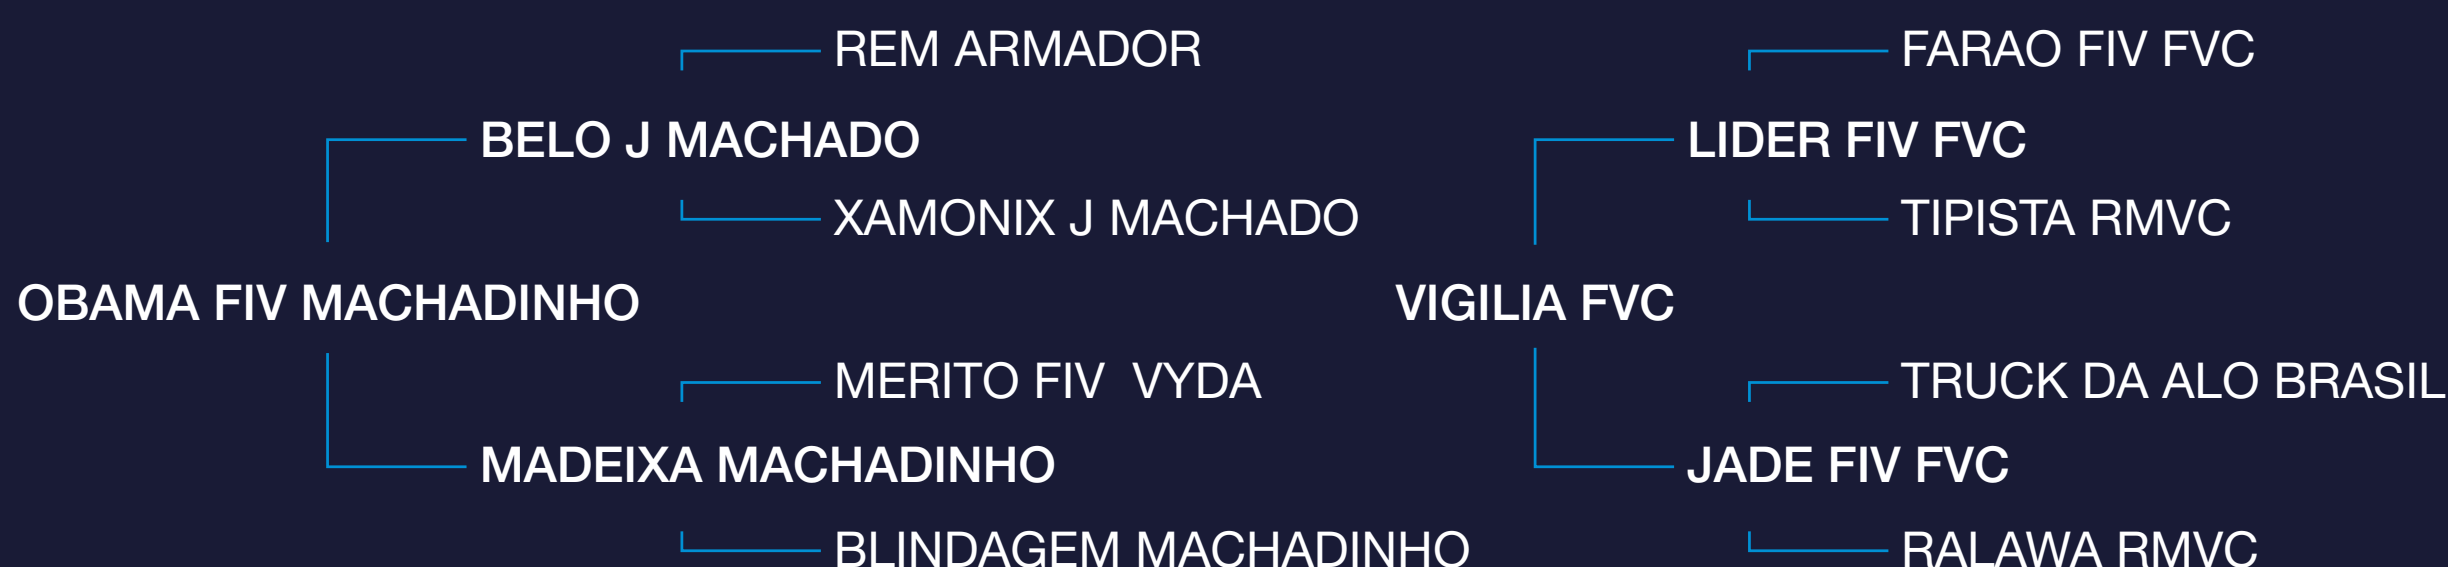 REM ARMADOR
BELO J MACHADO
XAMONIX J MACHADO
OBAMA FIV MACHADINHO
MERITO FIV  VYDA
MADEIXA MACHADINHO
BLINDAGEM MACHADINHO
FARAO FIV FVC
LIDER FIV FVC
TIPISTA RMVC
VIGILIA FVC
TRUCK DA ALO BRASIL
JADE FIV FVC
RALAWA RMVC